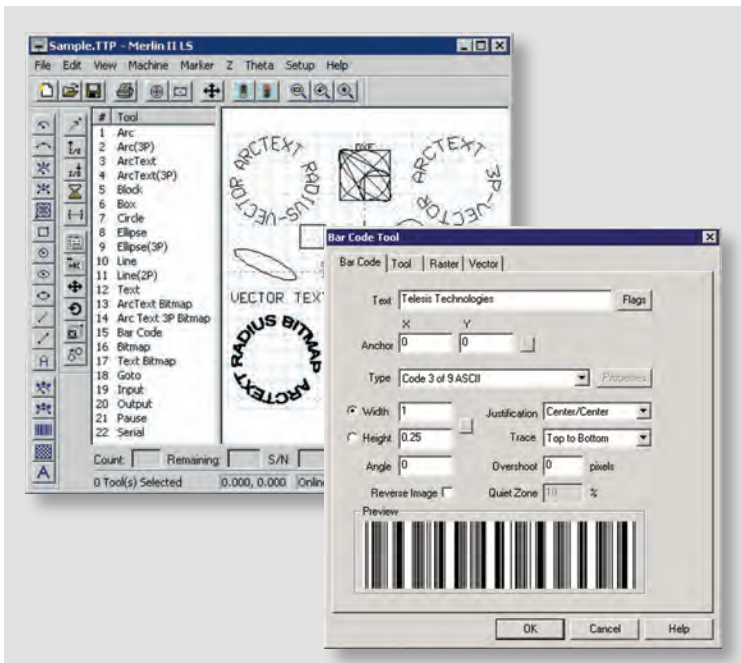 Sample.TTP - Merlin II LS
File Edit View Machine Marker Z Theta Setup Help
# Tool
1 Arc
2 Arc(3P)
3 ArcText
4 ArcText(3P)
5 Block
6 Box
7 Circle
8 Ellipse
9 Ellipse(3P)
10 Line
11 Line(2P)
12 Text
13 ArcText Bitmap
14 Arc Text 3P Bitmap
15 Bar Code
16 Bitmap
17 Text Bitmap
18 Goto
19 Input
20 Output
21 Pause
22 Serial
ARCTEXT RADIUS-VECTOR
DXF
ARCTEXT 3P-VECTOR
VECTOR TEX
ARCTEXT RADIUS BITMAP
Count: Remaining: S/N:
0 Tool(s) Selected 0.000, 0.000 Onlin
Bar Code Tool
Bar Code Tool Raster Vector
Text Telesis Technologies Flags
X Y
Anchor 0 0
Type Code 3 of 9 ASCII Properties
Width 1 Justification Center/Center
Height 0.25 Trace Top to Bottom
Angle 0 Overshoot 0 pixels
Reverse Image Quiet Zone 10 %
Preview
OK Cancel Help